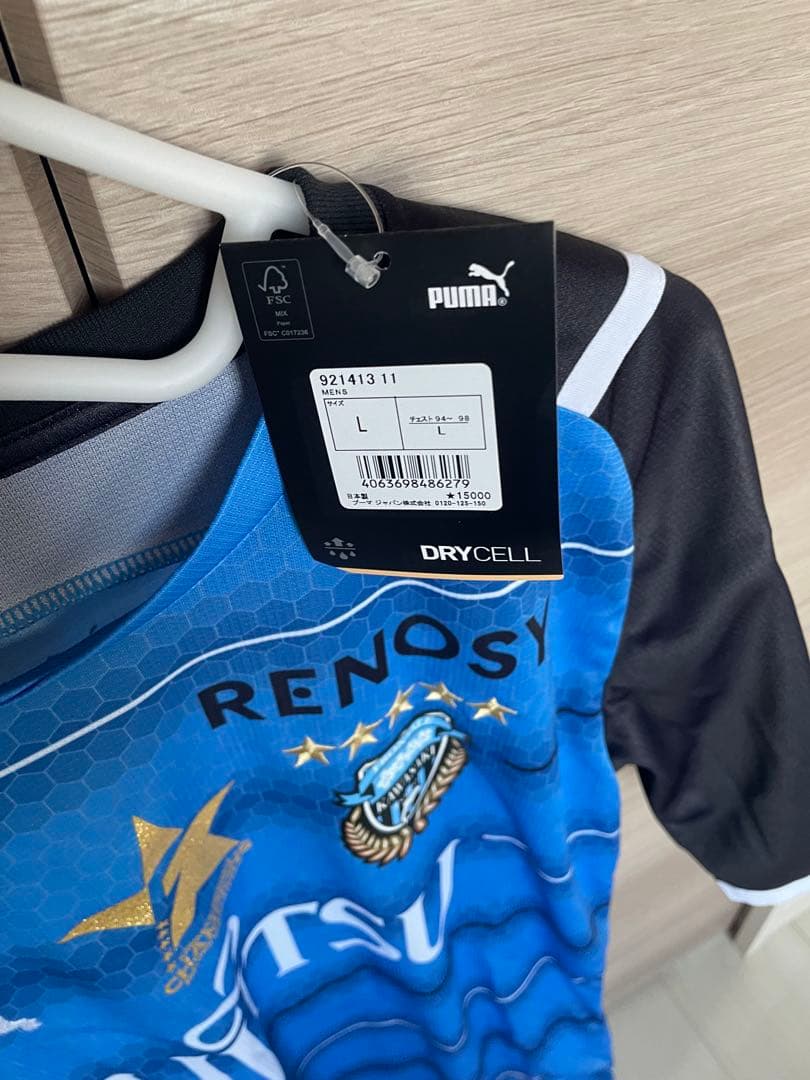 FSC
MIX
Paper
FSC® C017236
PUMA®
921413 11
MENS
サイズ
L
チェスト 94~ 98
L
4063698486279
日本製
★15000
プーマ ジャパン株式会社 0120-125-150
DRYCELL
RENOSY